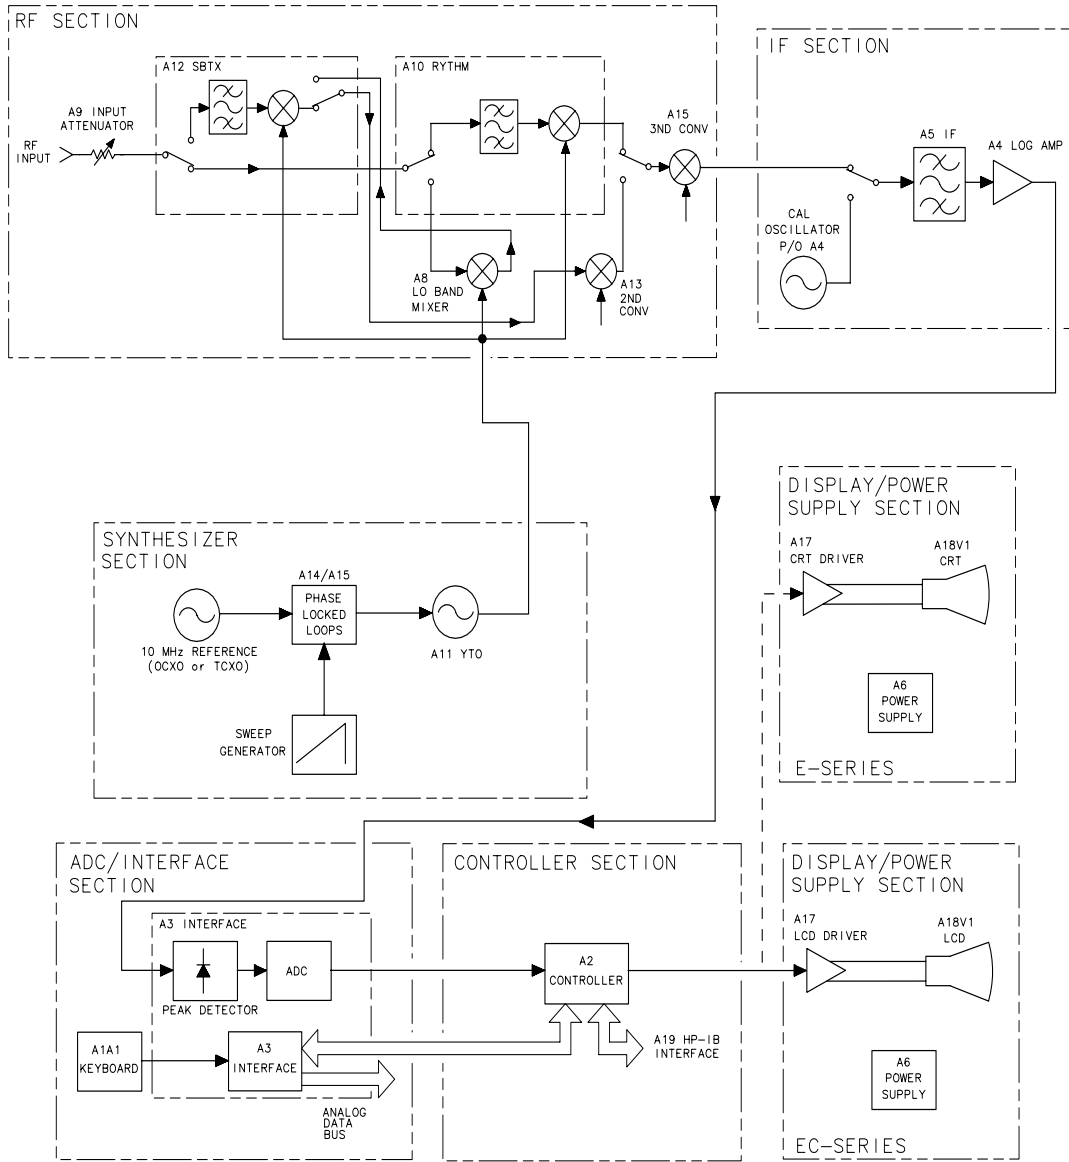 RF SECTION
A12 SBTX
A10 RYTHM
A9 INPUT
ATTENUATOR
RF
INPUT
A15
3RD CONV
A8
LO BAND
MIXER
A13
2ND
CONV
IF SECTION
A5 IF
A4 LOG AMP
CAL
OSCILLATOR
P/O A4
SYNTHESIZER
SECTION
A14/A15
PHASE
LOCKED
LOOPS
10 MHz REFERENCE
(OCXO or TCXO)
A11 YTO
SWEEP
GENERATOR
DISPLAY/POWER
SUPPLY SECTION
A17
CRT DRIVER
A18V1
CRT
A6
POWER
SUPPLY
E-SERIES
ADC/INTERFACE
SECTION
A3 INTERFACE
ADC
PEAK DETECTOR
A1A1
KEYBOARD
A3
INTERFACE
ANALOG
DATA
BUS
CONTROLLER SECTION
A2
CONTROLLER
A19 HP-IB
INTERFACE
DISPLAY/POWER
SUPPLY SECTION
A17
LCD DRIVER
A18V1
LCD
A6
POWER
SUPPLY
EC-SERIES